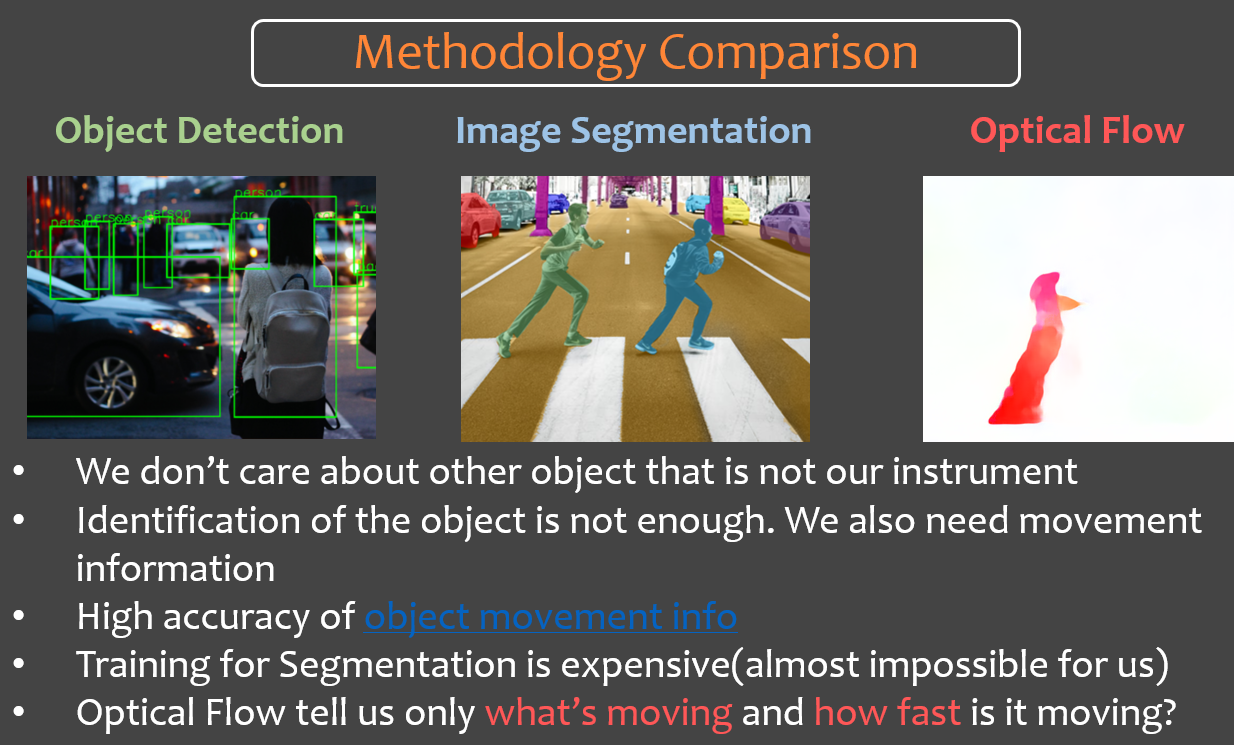 Methodology Comparison
Object Detection
Image Segmentation
Optical Flow
person
person
person
person
car
car
• We don’t care about other object that is not our instrument
• Identification of the object is not enough. We also need movement
information
• High accuracy of object movement info
• Training for Segmentation is expensive(almost impossible for us)
• Optical Flow tell us only what’s moving and how fast is it moving?